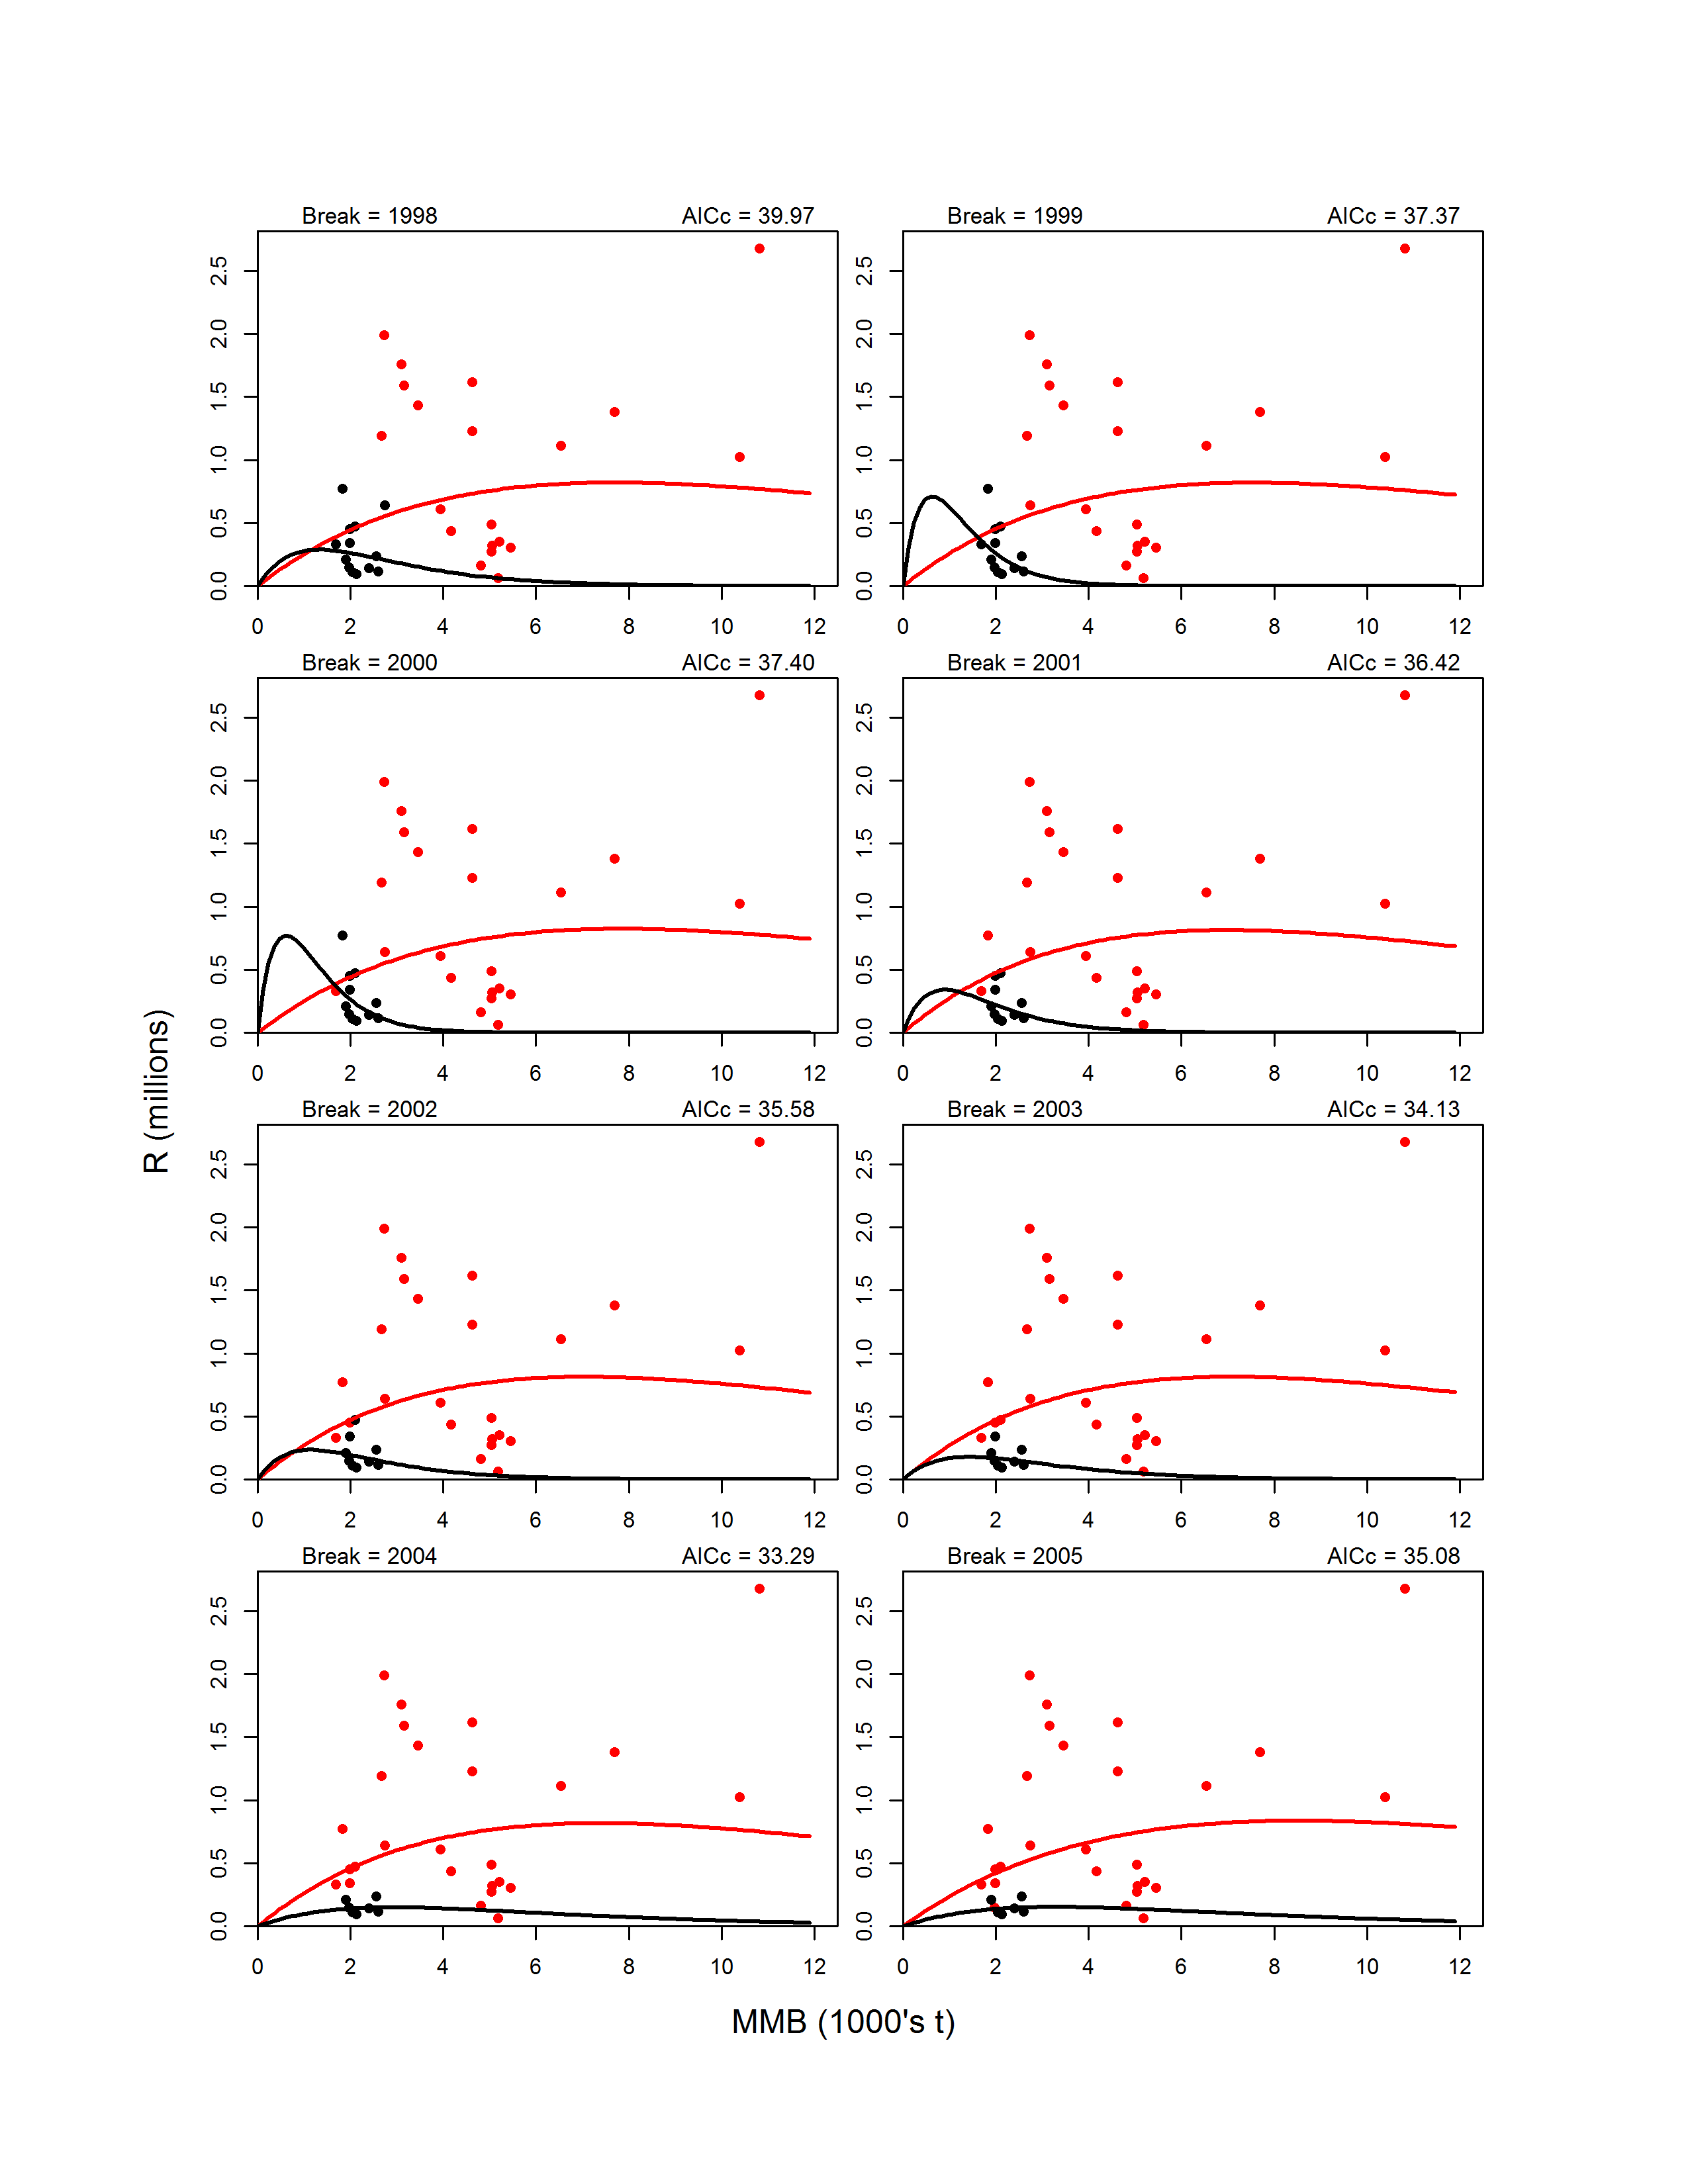 Break = 1998 AICc = 39.97 Break = 1999 AICc = 37.37
2.5 2.5
2.0 2.0
1.5 1.5
1.0 1.0
0.5 0.5
0.0 0.0
0 2 4 6 8 10 12 0 2 4 6 8 10 12
Break = 2000 AICc = 37.40 Break = 2001 AICc = 36.42
2.5 2.5
2.0 2.0
1.5 1.5
1.0 1.0
0.5 0.5
0.0 0.0
0 2 4 6 8 10 12 0 2 4 6 8 10 12
R (millions)
Break = 2002 AICc = 35.58 Break = 2003 AICc = 34.13
2.5 2.5
2.0 2.0
1.5 1.5
1.0 1.0
0.5 0.5
0.0 0.0
0 2 4 6 8 10 12 0 2 4 6 8 10 12
Break = 2004 AICc = 33.29 Break = 2005 AICc = 35.08
2.5 2.5
2.0 2.0
1.5 1.5
1.0 1.0
0.5 0.5
0.0 0.0
0 2 4 6 8 10 12 0 2 4 6 8 10 12
MMB (1000's t)